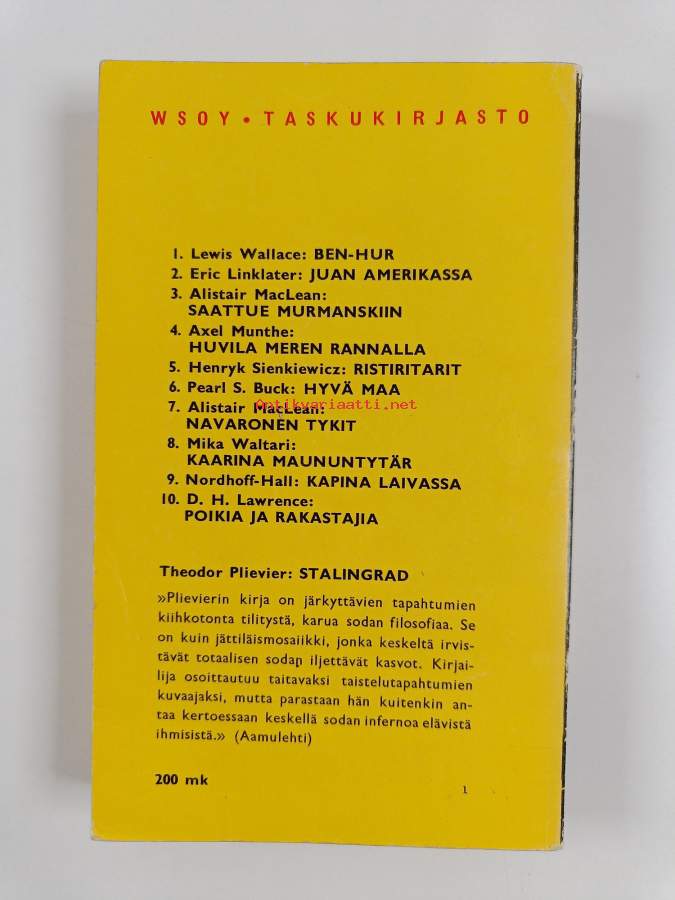 WSOY • TASKUKIRJASTO
1. Lewis Wallace: BEN-HUR
2. Eric Linklater: JUAN AMERIKASSA
3. Alistair MacLean:
SAATTUE MURMANSKIIN
4. Axel Munthe:
HUVILA MEREN RANNALLA
5. Henryk Sienkiewicz: RISTIRITARIT
6. Pearl S. Buck: HYVÄ MAA
Antikvariaatti.net
7. Alistair MacLean:
NAVARONEN TYKIT
8. Mika Waltari:
KAARINA MAUNUNTYTÄR
9. Nordhoff-Hall: KAPINA LAIVASSA
10. D. H. Lawrence:
POIKIA JA RAKASTAJIA
Theodor Plievier: STALINGRAD
»Plievierin kirja on järkyttävien tapahtumien
kiihkotonta tilitystä, karua sodan filosofiaa. Se
on kuin jättiläismosaiikki, jonka keskeltä irvis-
tävät totaalisen sodan iljettävät kasvot. Kirjai-
lija osoittautuu taitavaksi taistelutapahtumien
kuvaajaksi, mutta parastaan hän kuitenkin an-
taa kertoessaan keskellä sodan infernoa elävistä
ihmisistä.» (Aamulehti)
200 mk
1